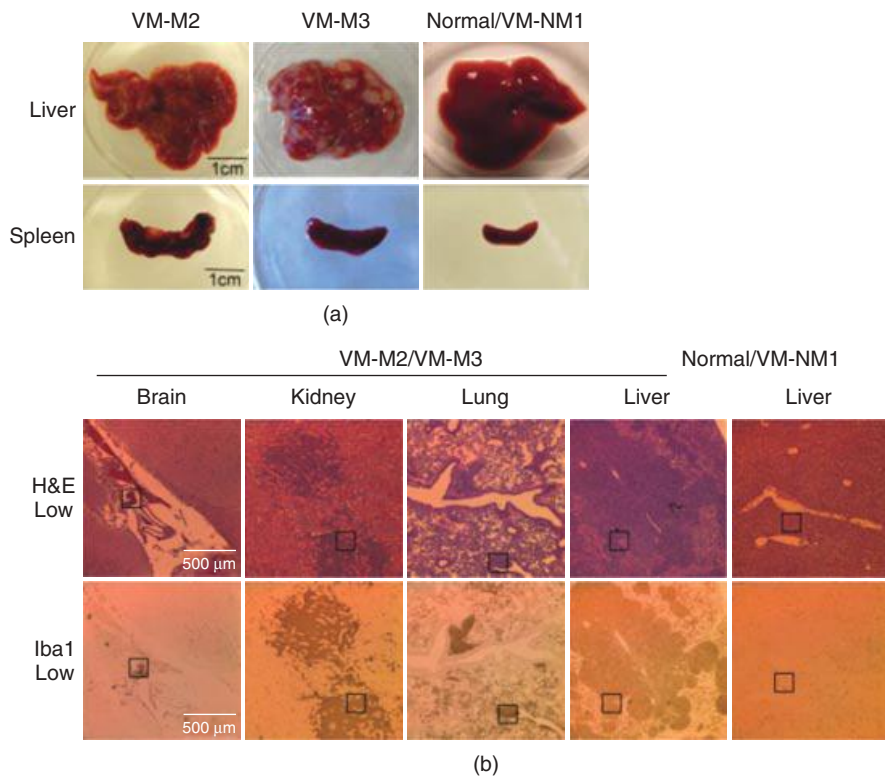 VM-M2 VM-M3 Normal/VM-NM1
Liver
1cm
Spleen
1cm
(a)
VM-M2/VM-M3 Normal/VM-NM1
Brain Kidney Lung Liver Liver
H&E
Low
500 μm
Iba1
Low
500 μm
(b)